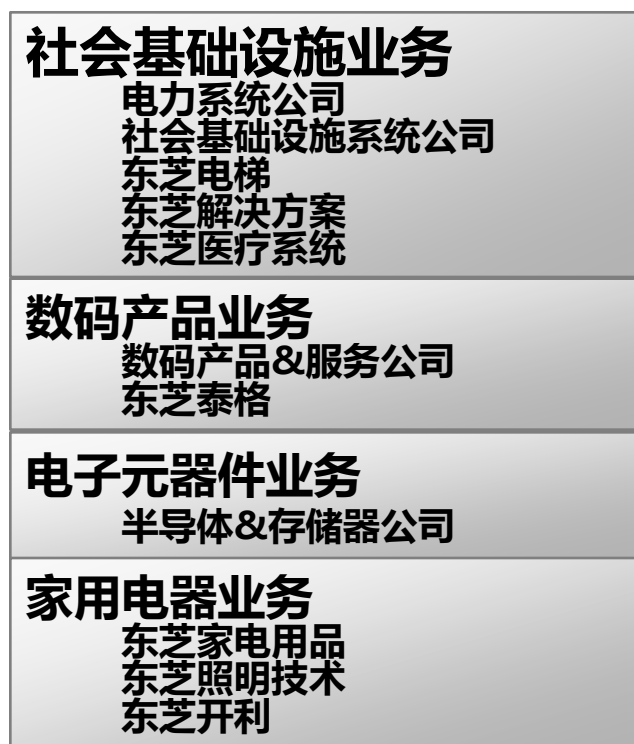 社会基础设施业务
电力系统公司
社会基础设施系统公司
东芝电梯
东芝解决方案
东芝医疗系统
数码产品业务
数码产品&服务公司
东芝泰格
电子元器件业务
半导体&存储器公司
家用电器业务
东芝家电用品
东芝照明技术
东芝开利